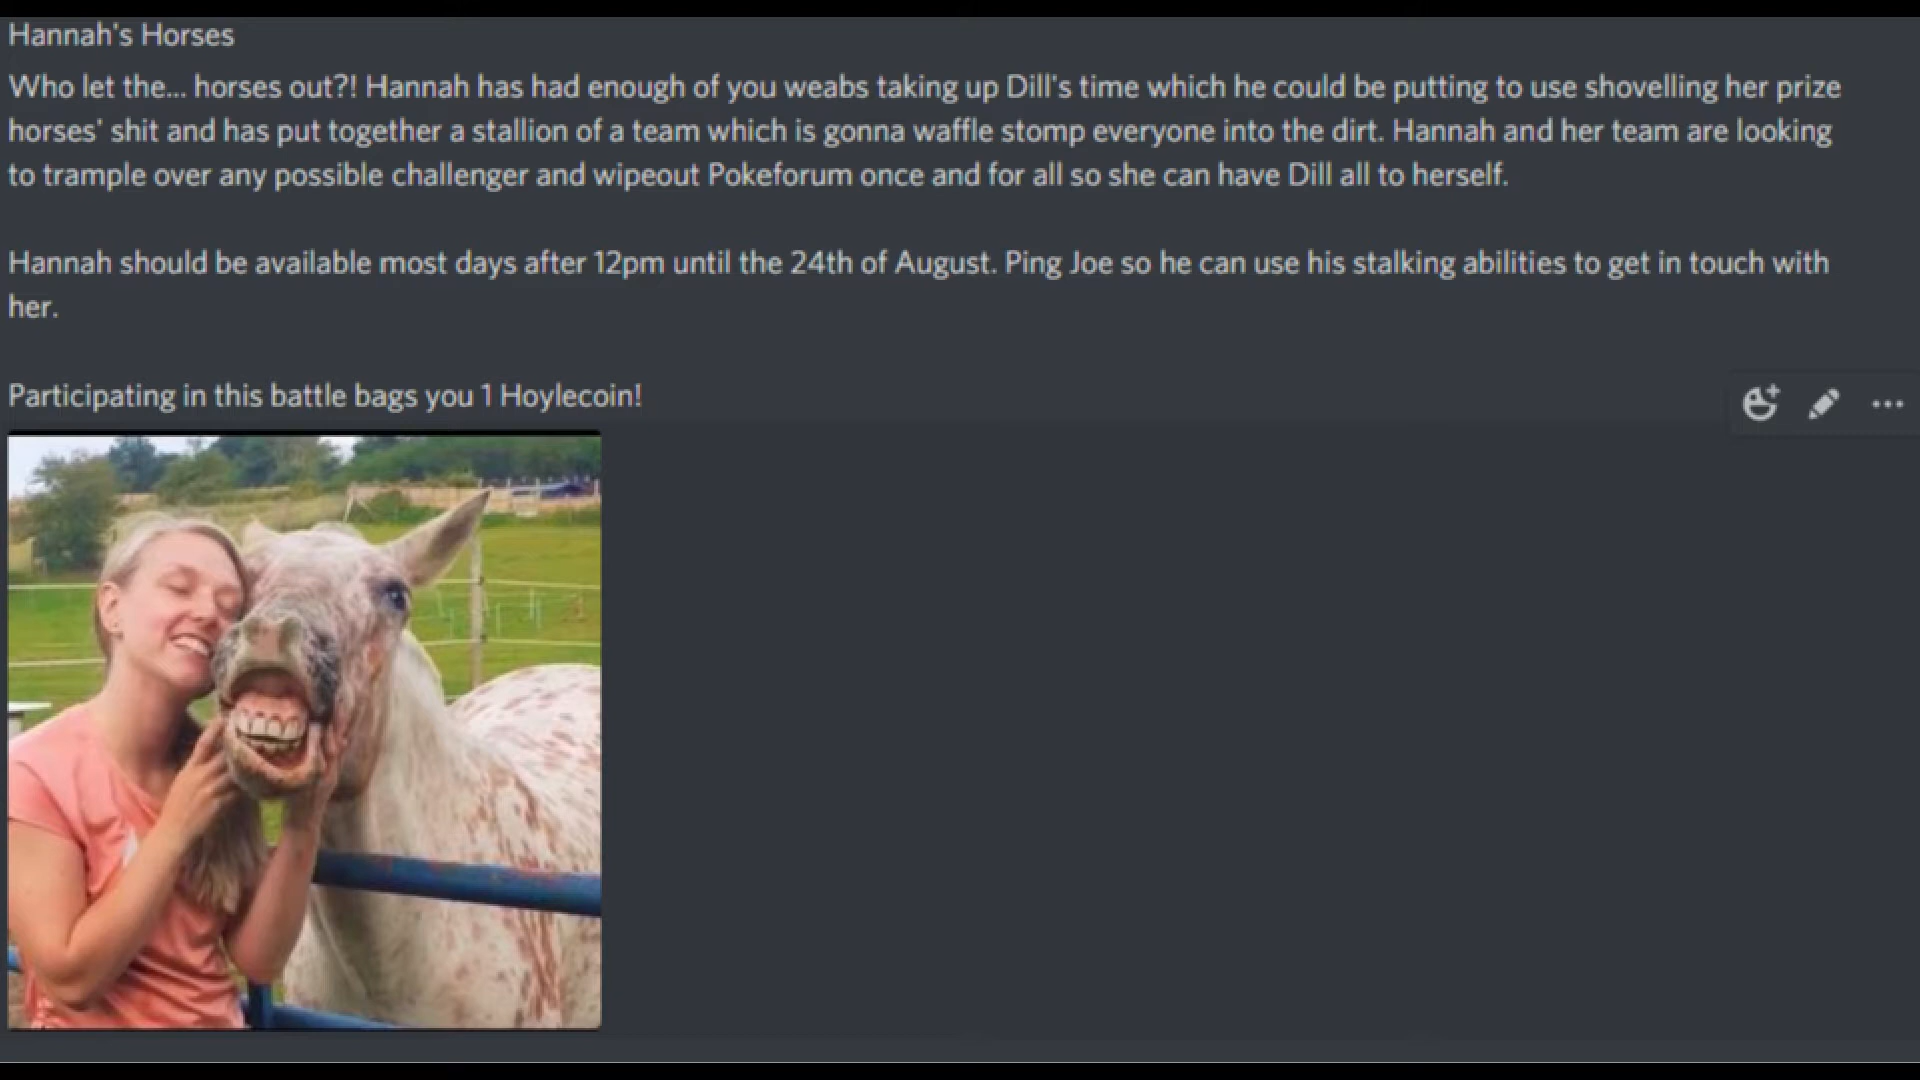 Hannah's Horses
Who let the... horses out?! Hannah has had enough of you weabs taking up Dill's time which he could be putting to use shovelling her prize
horses' shit and has put together a stallion of a team which is gonna waffle stomp everyone into the dirt. Hannah and her team are looking
to trample over any possible challenger and wipeout Pokeforum once and for all so she can have Dill all to herself.
Hannah should be available most days after 12pm until the 24th of August. Ping Joe so he can use his stalking abilities to get in touch with
her.
Participating in this battle bags you 1 Hoylecoin!